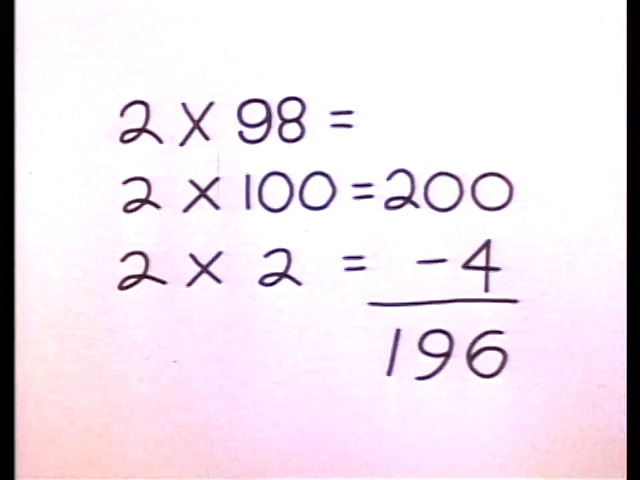 2 x 98 =
2 x 100 = 200
2 x 2 = -4
196